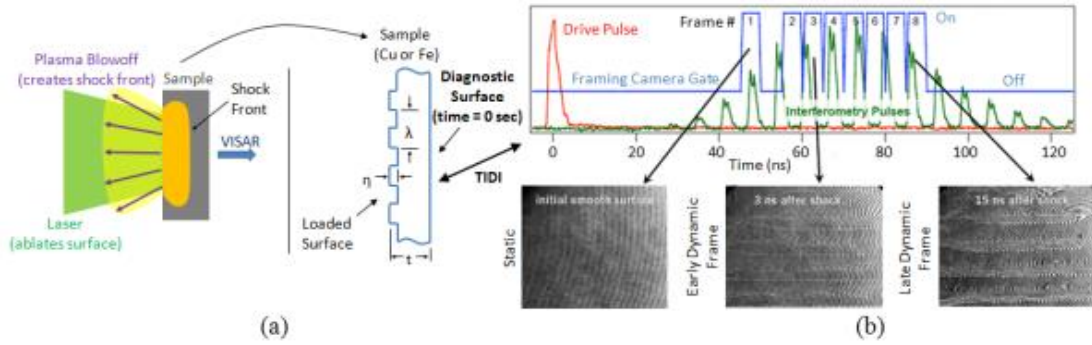 Plasma Blowoff
(creates shock front)
Sample
Shock
Front
VISAR
Laser
(ablates surface)
Sample
(Cu or Fe)
Diagnostic
Surface
(time = 0 sec)
λ
η
TIDI
Loaded
Surface
t
(a)
Frame #
1 2 3 4 5 6 7 8
On
Drive Pulse
Framing Camera Gate
Off
Interferometry Pulses
0 20 40 60 80 100 120
Time (ns)
Static
initial smooth surface
Early Dynamic
Frame
3 ns after shock
Late Dynamic
Frame
15 ns after shock
(b)